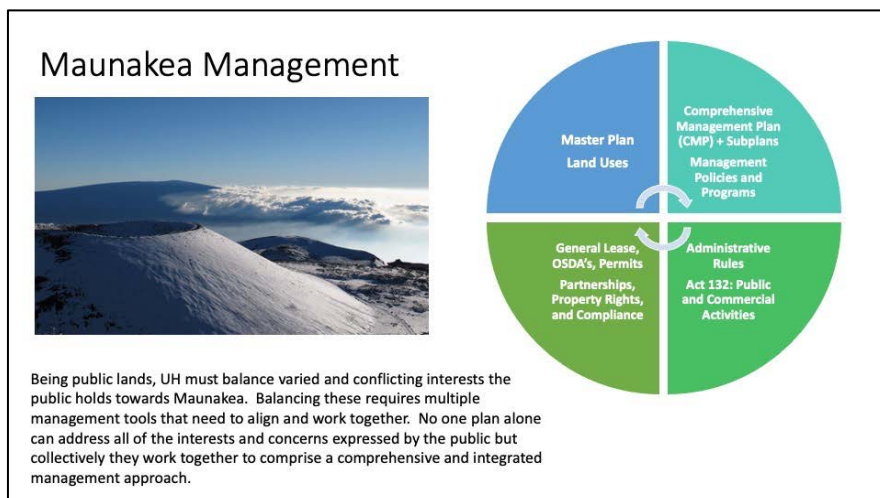 Maunakea Management
Master Plan
Land Uses
Comprehensive
Management Plan
(CMP) + Subplans
Management
Policies and
Programs
General Lease,
OSDA's, Permits
Partnerships,
Property Rights,
and Compliance
Administrative
Rules
Act 132: Public
and Commercial
Activities
Being public lands, UH must balance varied and conflicting interests the
public holds towards Maunakea.  Balancing these requires multiple
management tools that need to align and work together.  No one plan alone
can address all of the interests and concerns expressed by the public but
collectively they work together to comprise a comprehensive and integrated
management approach.